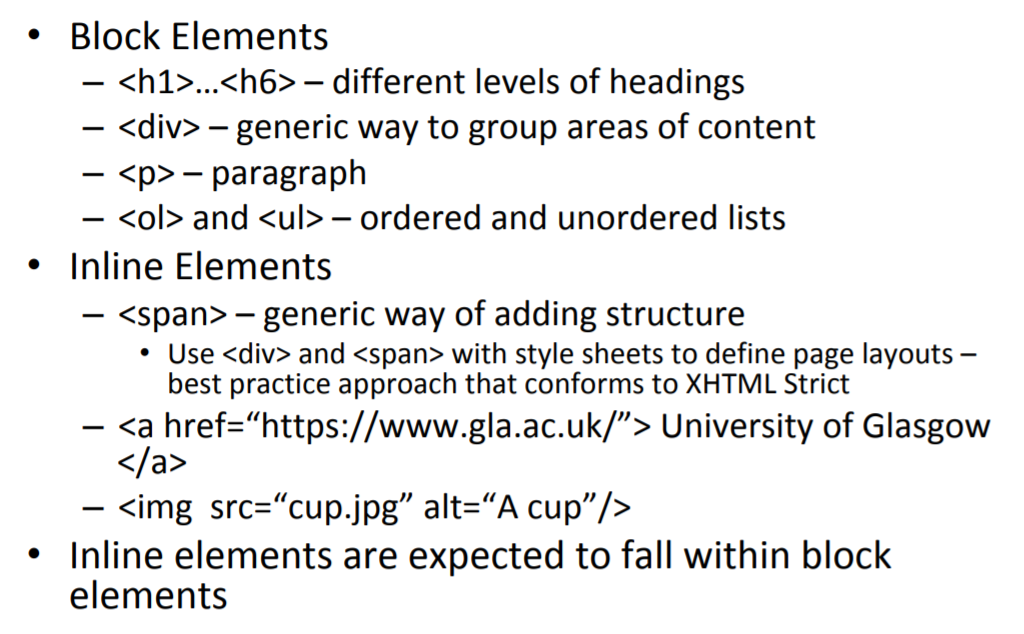 • Block Elements
– <h1>...<h6> – different levels of headings
– <div> – generic way to group areas of content
– <p> – paragraph
– <ol> and <ul> – ordered and unordered lists
• Inline Elements
– <span> – generic way of adding structure
• Use <div> and <span> with style sheets to define page layouts –
best practice approach that conforms to XHTML Strict
– <a href=“https://www.gla.ac.uk/”> University of Glasgow
</a>
– <img  src=“cup.jpg” alt=“A cup”/>
• Inline elements are expected to fall within block
elements